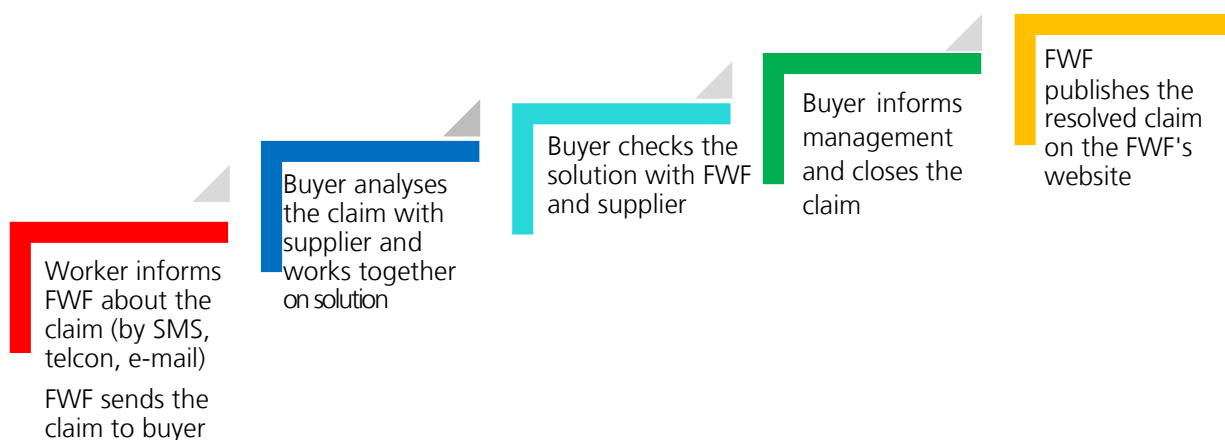 Worker informs
FWF about the
claim (by SMS,
telcon, e-mail)
FWF sends the
claim to buyer
Buyer analyses
the claim with
supplier and
works together
on solution
Buyer checks the
solution with FWF
and supplier
Buyer informs
management
and closes the
claim
FWF
publishes the
resolved claim
on the FWF's
website